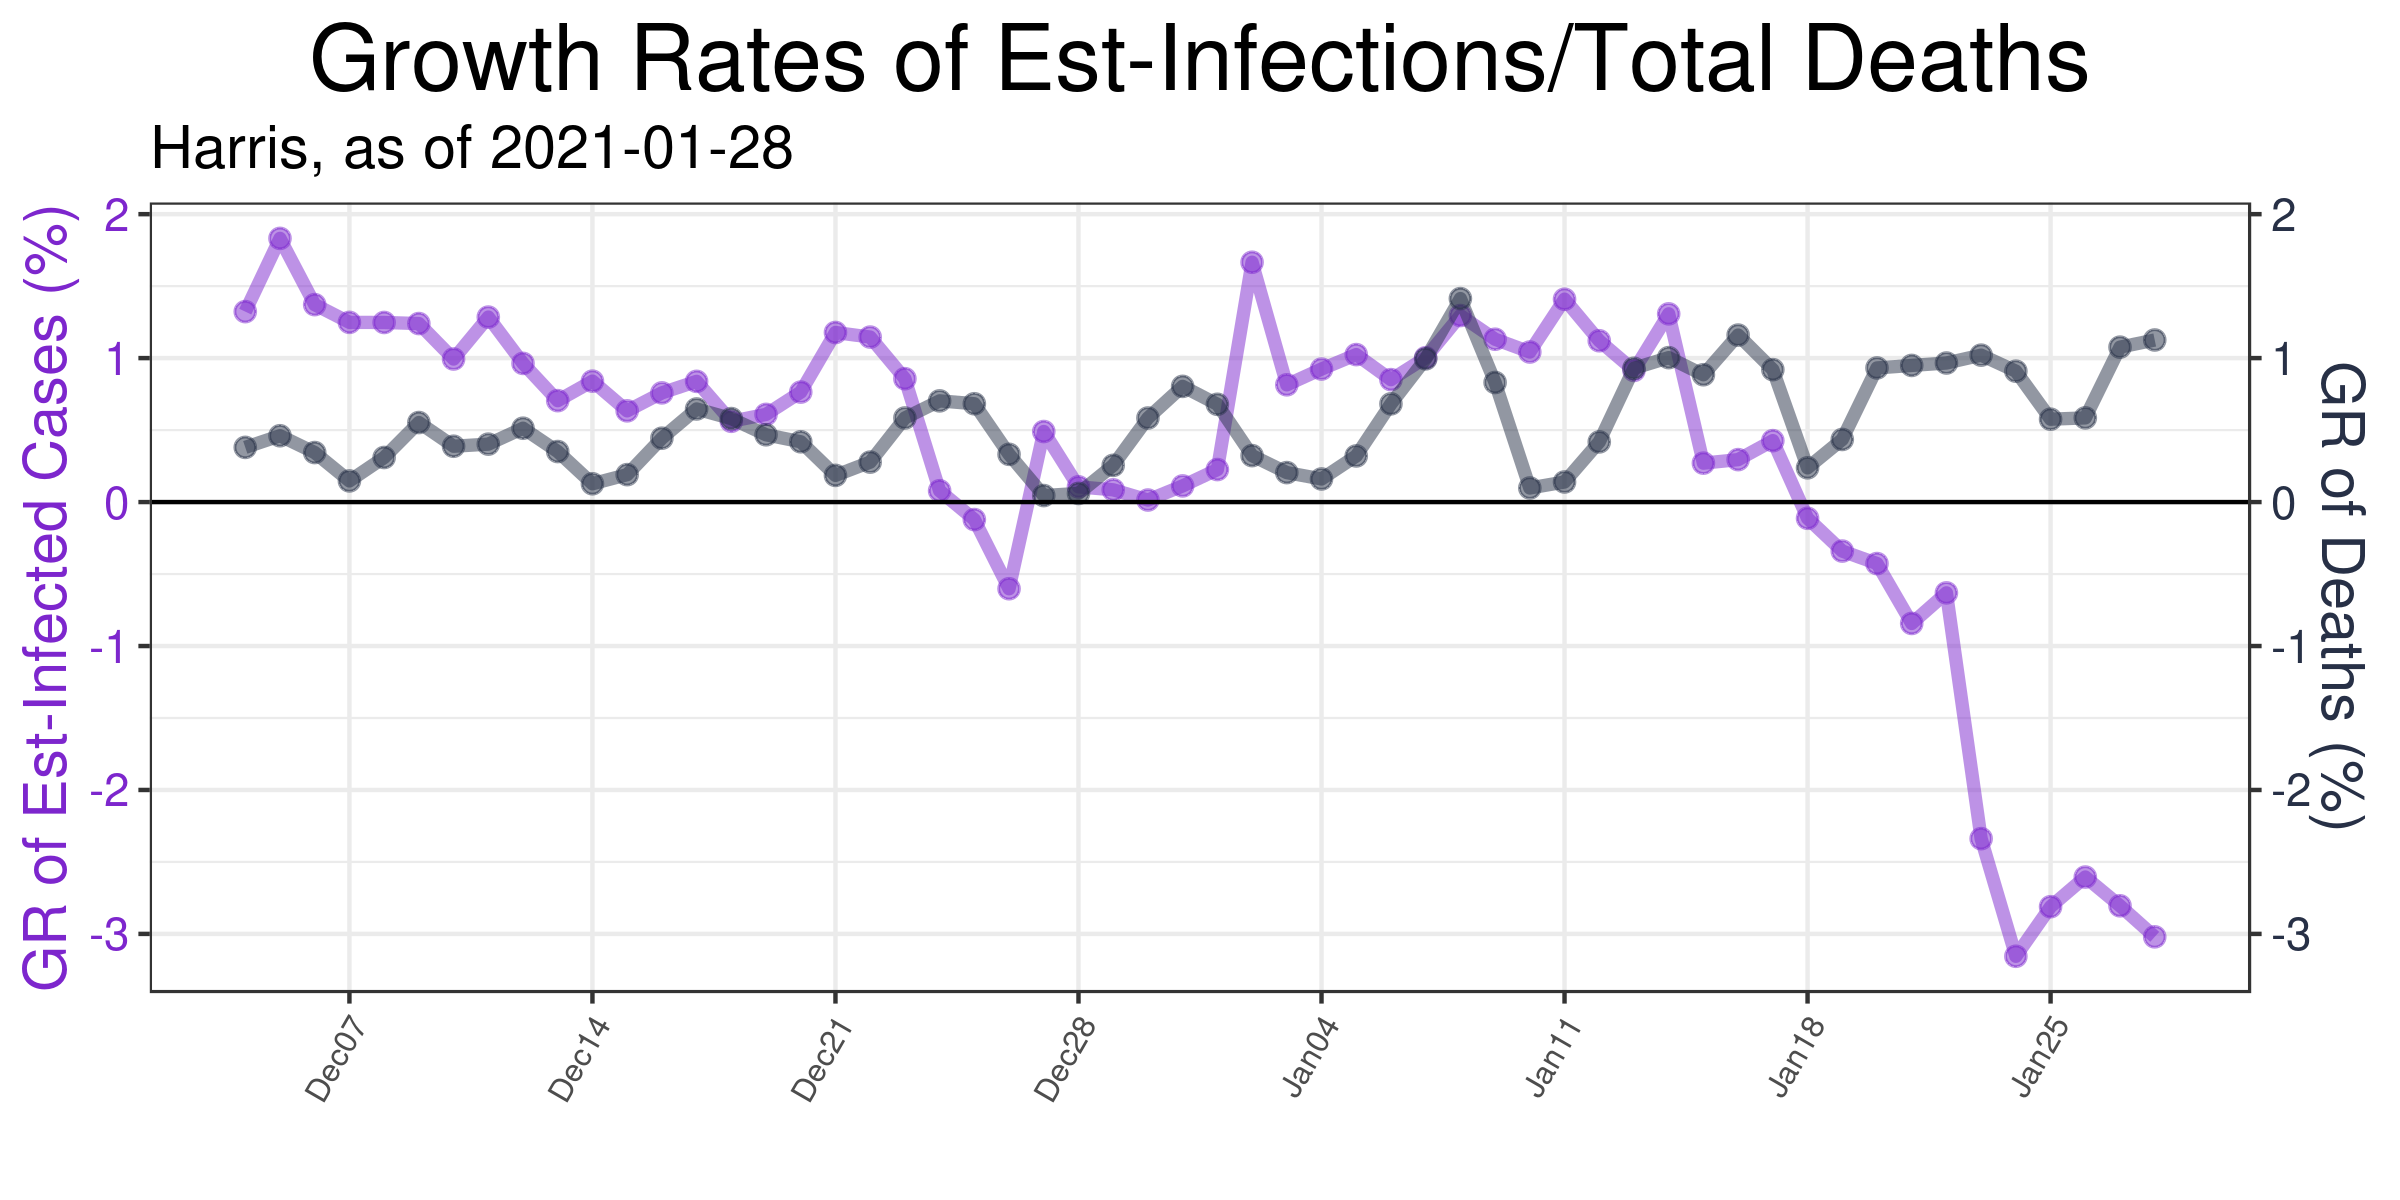 Growth Rates of Est-Infections/Total Deaths
Harris, as of 2021-01-28
GR of Est-Infected Cases (%)
2
1
0
-1
-2
-3
2
1
0
-1
-2
-3
GR of Deaths (%)
Dec07
Dec14
Dec21
Dec28
Jan04
Jan11
Jan18
Jan25